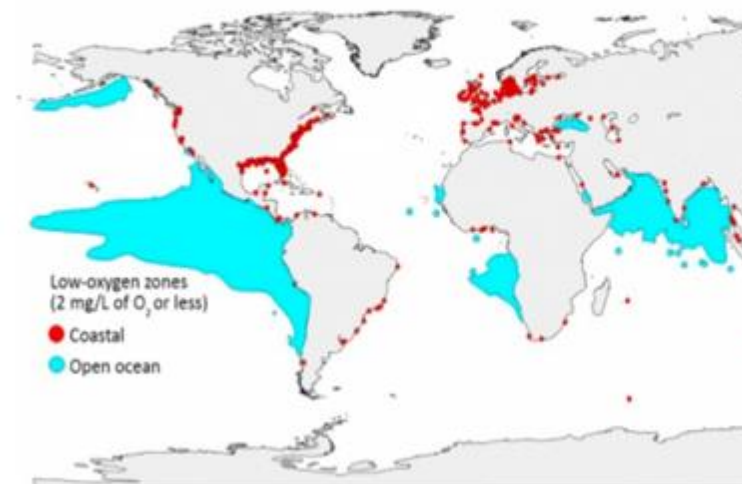 Low-oxygen zones
(2 mg/L of O₂ or less)
Coastal
Open ocean